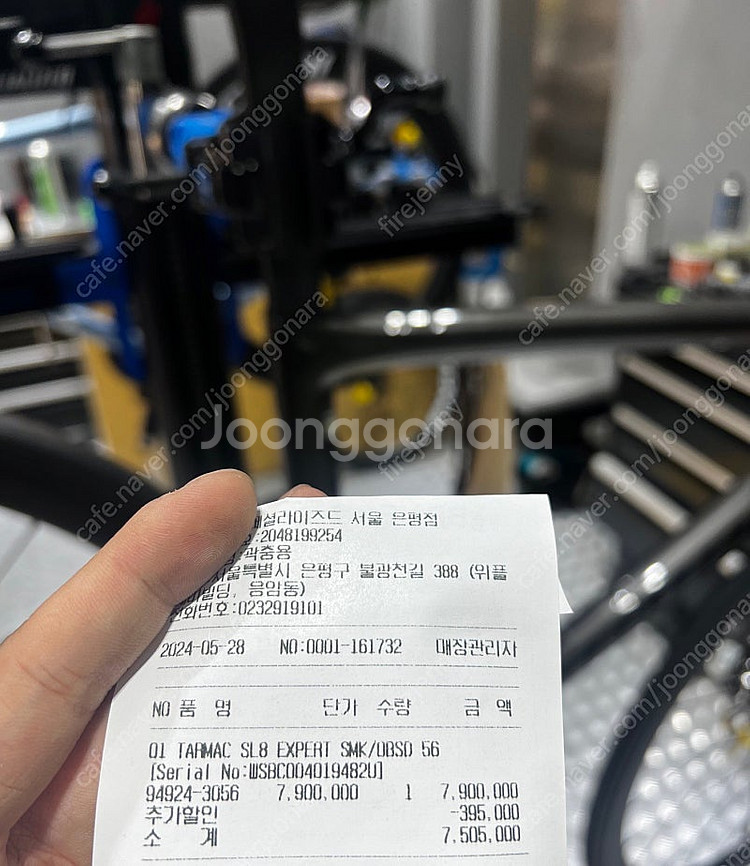 cafe.naver.com/joonggonara
firejenny
Joonggonara
페셜라이즈드 서울 은평점
:2048199254
곽충용
서울특별시 은평구 불광천길 388 (위플
빌딩, 응암동)
전화번호:0232919101
2024-05-28 NO:0001-161732 매장관리자
NO 품 명 단가 수량 금 액
01 TARMAC SL8 EXPERT SMK/OBSD 56
[Serial No:WSBC004019482U]
94924-3056 7,900,000 1 7,900,000
추가할인 -395,000
소 계 7,505,000